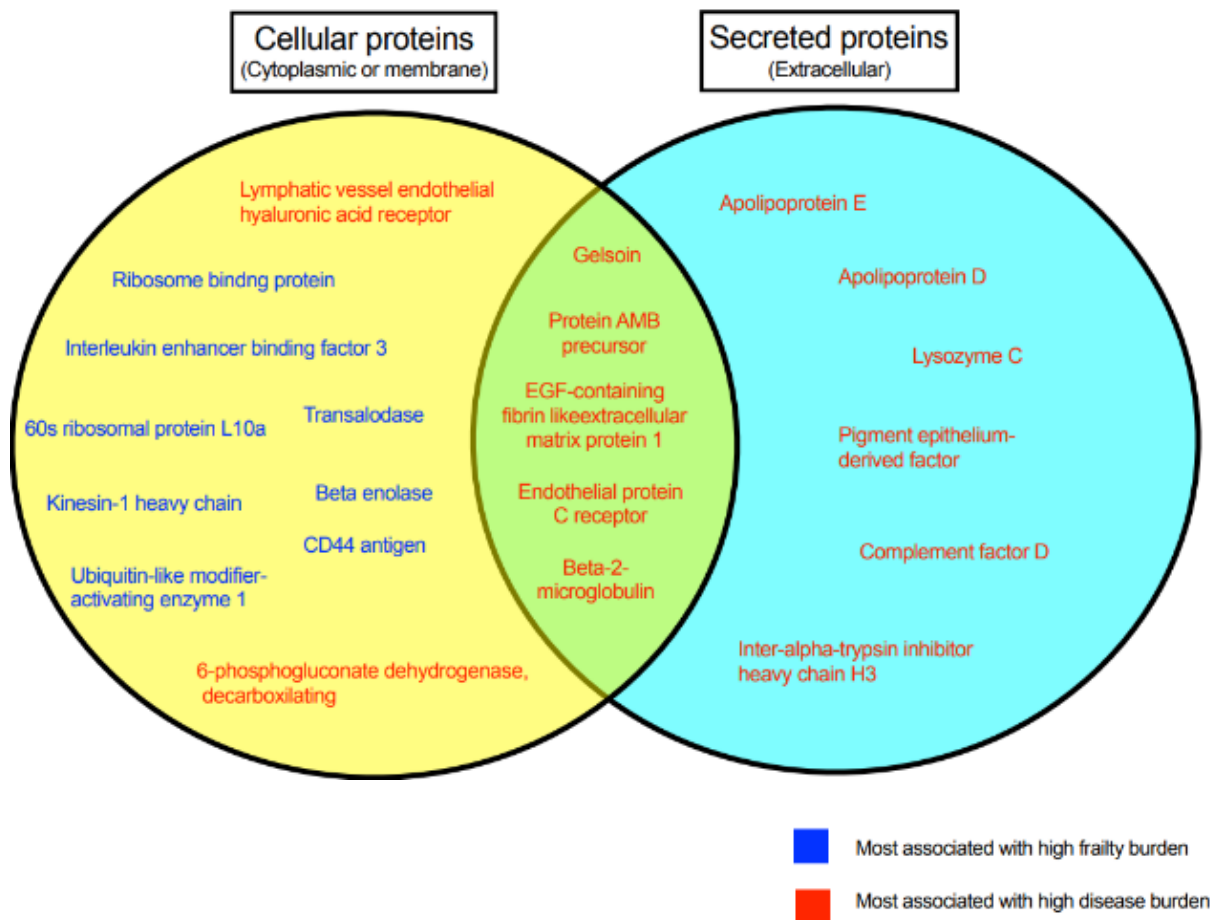 Cellular proteins
(Cytoplasmic or membrane)
Secreted proteins
(Extracellular)
Lymphatic vessel endothelial
hyaluronic acid receptor
Ribosome bindng protein
Interleukin enhancer binding factor 3
60s ribosomal protein L10a
Transalodase
Kinesin-1 heavy chain
Beta enolase
CD44 antigen
Ubiquitin-like modifier-
activating enzyme 1
6-phosphogluconate dehydrogenase,
decarboxilating
Gelsoin
Protein AMB
precursor
EGF-containing
fibrin likeextracellular
matrix protein 1
Endothelial protein
C receptor
Beta-2-
microglobulin
Apolipoprotein E
Apolipoprotein D
Lysozyme C
Pigment epithelium-
derived factor
Complement factor D
Inter-alpha-trypsin inhibitor
heavy chain H3
Most associated with high frailty burden
Most associated with high disease burden